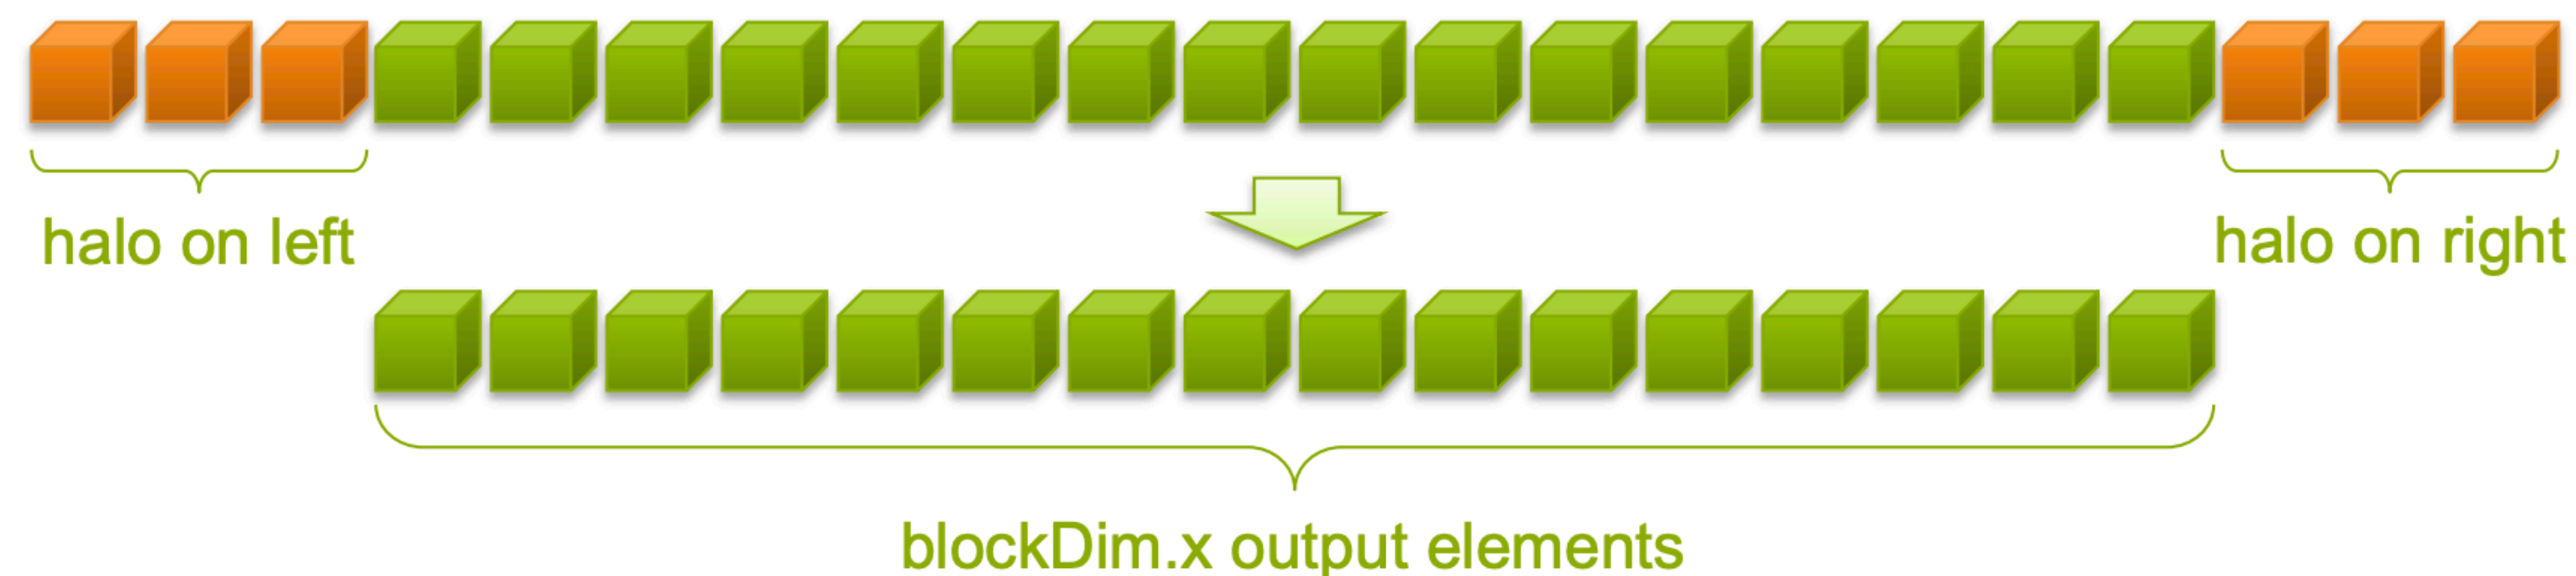 halo on left
halo on right
blockDim.x output elements